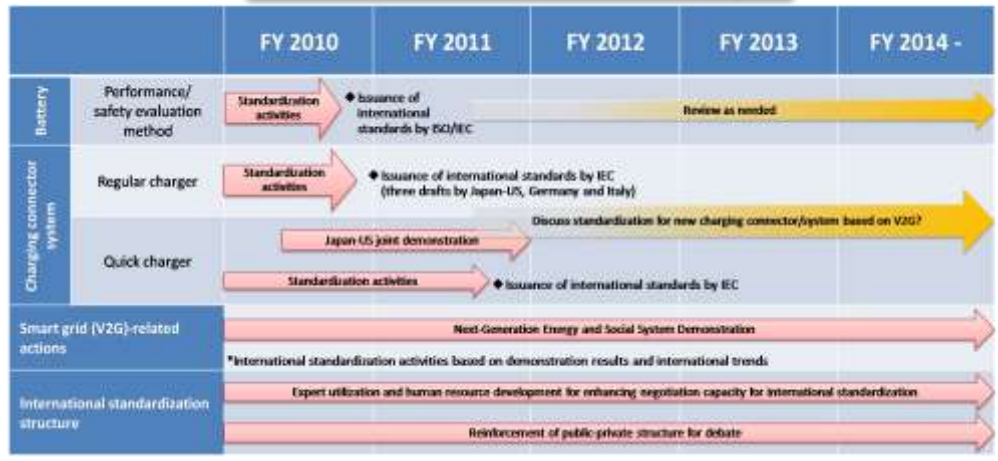 FY 2010 FY 2011 FY 2012 FY 2013 FY 2014 -
Battery
Performance/
safety evaluation
method
Standardization
activities
◆ Issuance of
international
standards by ISO/IEC
Review as needed
Charging connector
system
Regular charger
Standardization
activities
◆ Issuance of international standards by IEC
(three drafts by Japan-US, Germany and Italy)
Discuss standardization for new charging connector/system based on V2G?
Quick charger
Japan-US joint demonstration
Standardization activities
◆ Issuance of international standards by IEC
Smart grid (V2G)-related
actions
Next-Generation Energy and Social System Demonstration
*International standardization activities based on demonstration results and international trends
International standardization
structure
Expert utilization and human resource development for enhancing negotiation capacity for international standardization
Reinforcement of public-private structure for debate